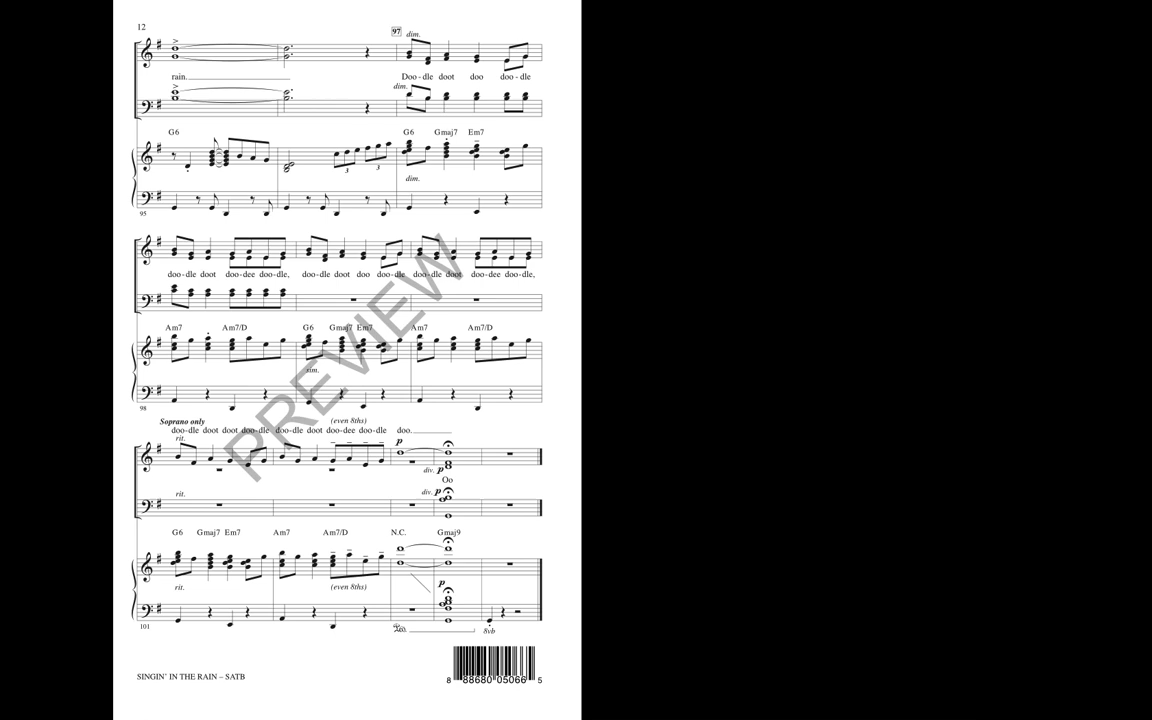 12
97 dim.
rain.
Doo - dle doot doo doo - dle
dim.
G6 G6 Gmaj7 Em7
3 3
dim.
95
doo - dle doot doo - dee doo - dle, doo - dle doot doo doo - dle doo - dle doot doo - dee doo - dle,
Am7 Am7/D G6 Gmaj7 Em7 Am7 Am7/D
sim.
98
Soprano only (even 8ths)
doo - dle doot doot doo - dle doo - dle doot doo - dee doo - dle doo.
rit. p
div. p
Oo
rit. div. p
G6 Gmaj7 Em7 Am7 Am7/D N.C. Gmaj9
rit. (even 8ths) p
101
Ped. 8vb
PREVIEW
SINGIN' IN THE RAIN – SATB
8 88680 05066 5